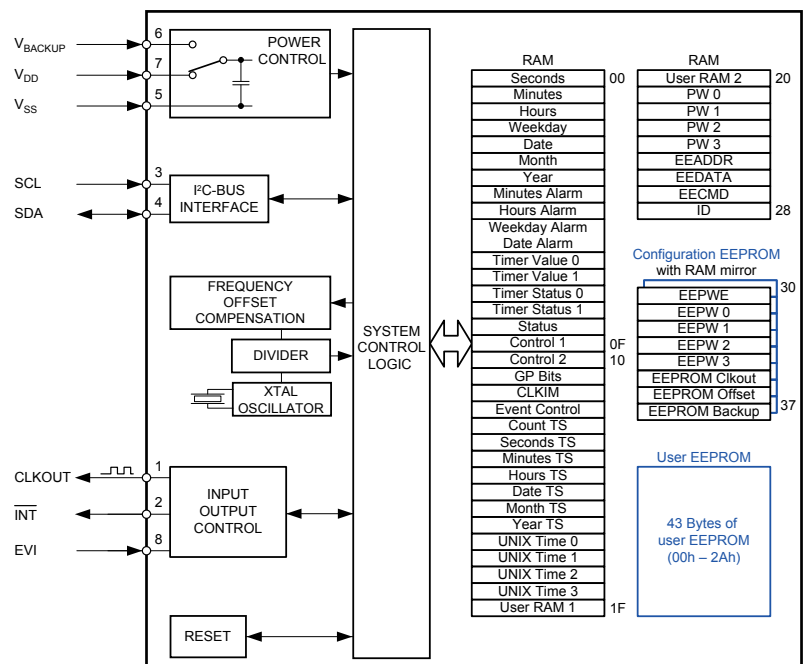 V_BACKUP
6
V_DD
7
V_SS
5
POWER
CONTROL
SCL
3
SDA
4
I²C-BUS
INTERFACE
FREQUENCY
OFFSET
COMPENSATION
DIVIDER
XTAL
OSCILLATOR
CLKOUT
1
INT
2
EVI
8
INPUT
OUTPUT
CONTROL
RESET
SYSTEM
CONTROL
LOGIC
RAM
Seconds 00
Minutes
Hours
Weekday
Date
Month
Year
Minutes Alarm
Hours Alarm
Weekday Alarm
Date Alarm
Timer Value 0
Timer Value 1
Timer Status 0
Timer Status 1
Status
Control 1 0F
Control 2 10
GP Bits
CLKIM
Event Control
Count TS
Seconds TS
Minutes TS
Hours TS
Date TS
Month TS
Year TS
UNIX Time 0
UNIX Time 1
UNIX Time 2
UNIX Time 3
User RAM 1 1F
RAM
User RAM 2 20
PW 0
PW 1
PW 2
PW 3
EEADDR
EEDATA
EECMD
ID 28
Configuration EEPROM
with RAM mirror
30
EEPWE
EEPW 0
EEPW 1
EEPW 2
EEPW 3
EEPROM Clkout
EEPROM Offset
EEPROM Backup 37
User EEPROM
43 Bytes of
user EEPROM
(00h – 2Ah)